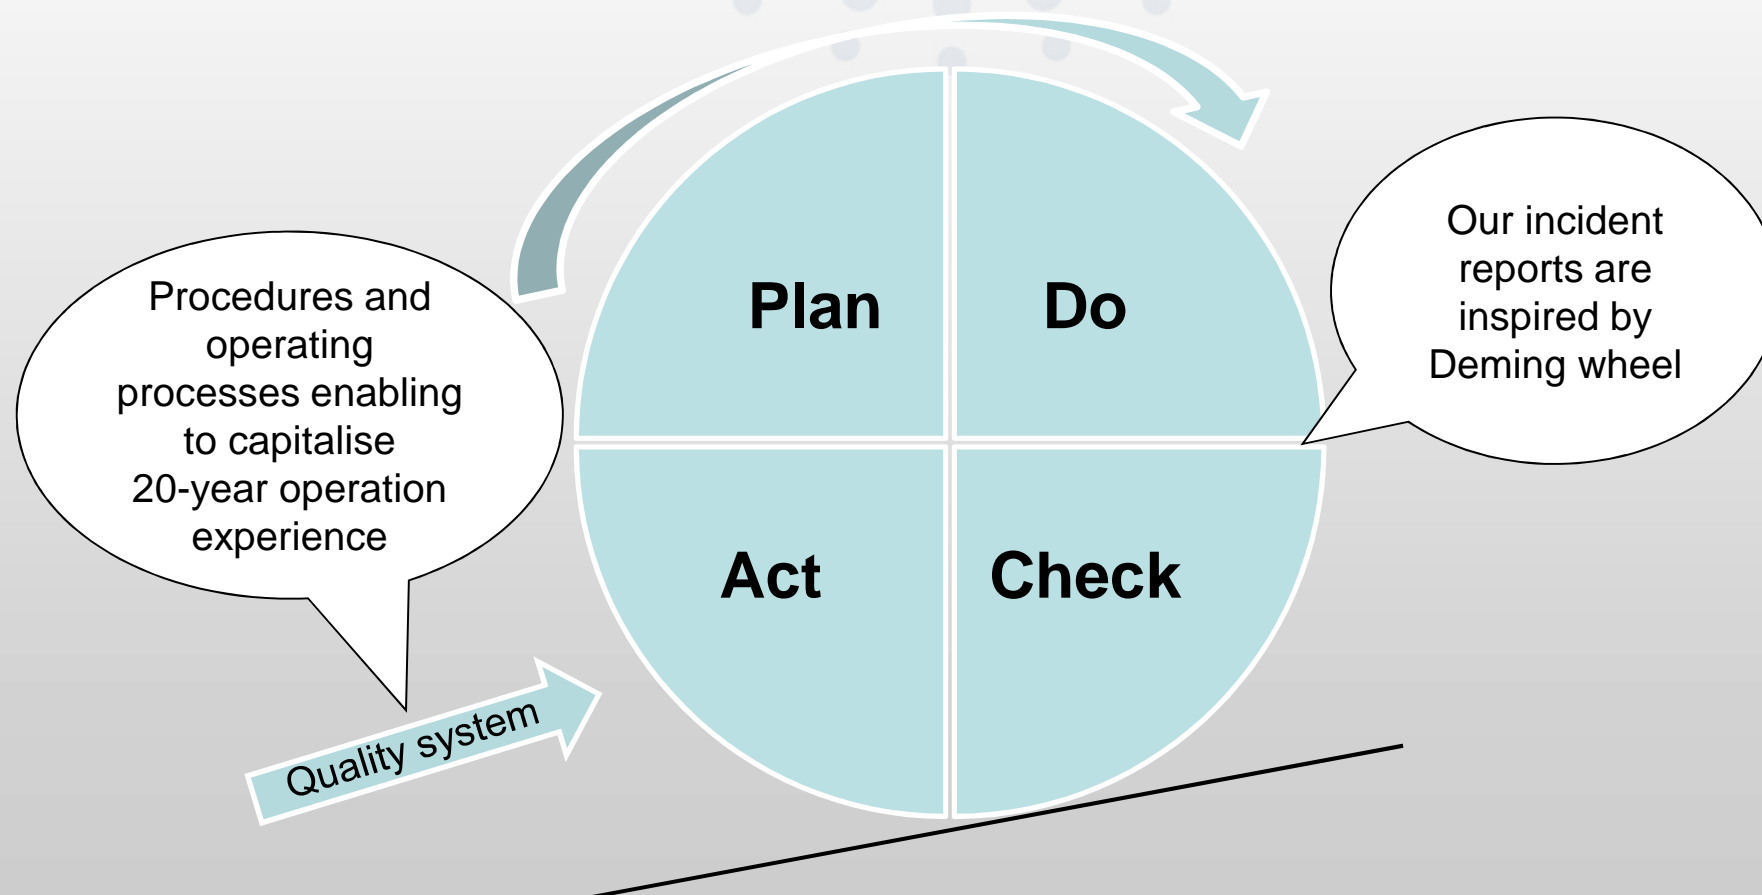 Procedures and
operating
processes enabling
to capitalise
20-year operation
experience
Plan
Do
Our incident
reports are
inspired by
Deming wheel
Act
Check
Quality system